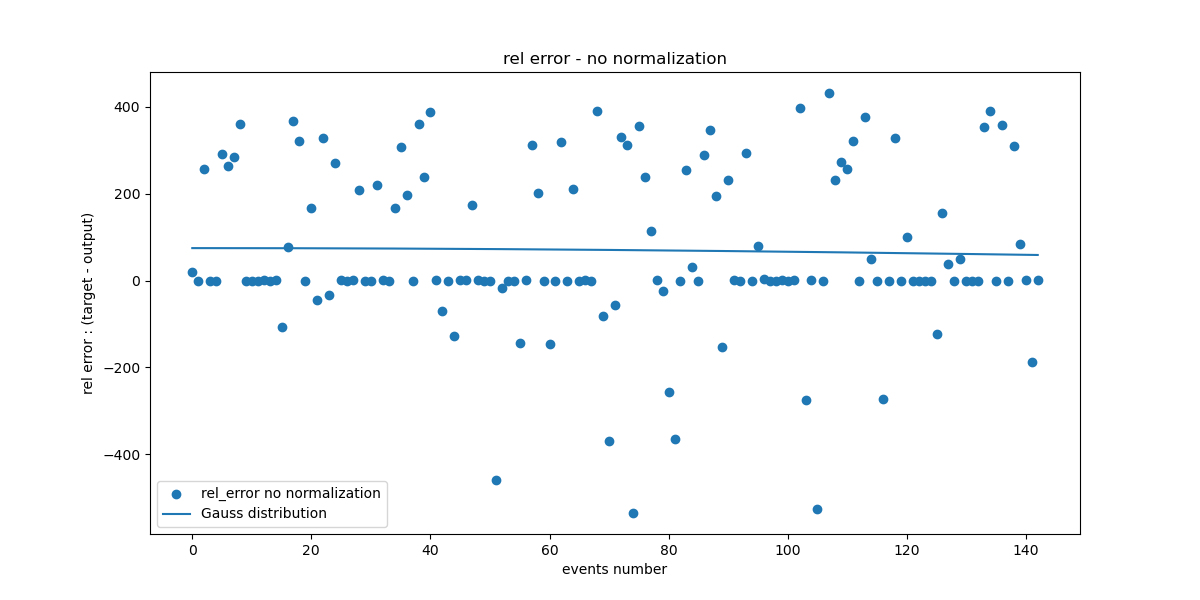 rel error - no normalization
400
200
0
−200
−400
rel error : (target - output)
rel_error no normalization
Gauss distribution
0 20 40 60 80 100 120 140
events number